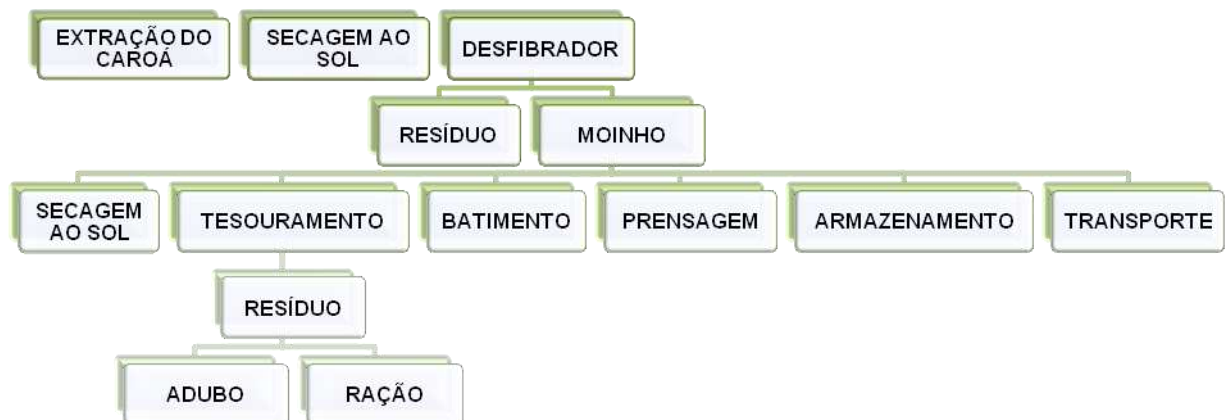 EXTRAÇÃO DO
CAROÁ
SECAGEM AO
SOL
DESFIBRADOR
RESÍDUO
MOINHO
SECAGEM
AO SOL
TESOURAMENTO
BATIMENTO
PRENSAGEM
ARMAZENAMENTO
TRANSPORTE
RESÍDUO
ADUBO
RAÇÃO